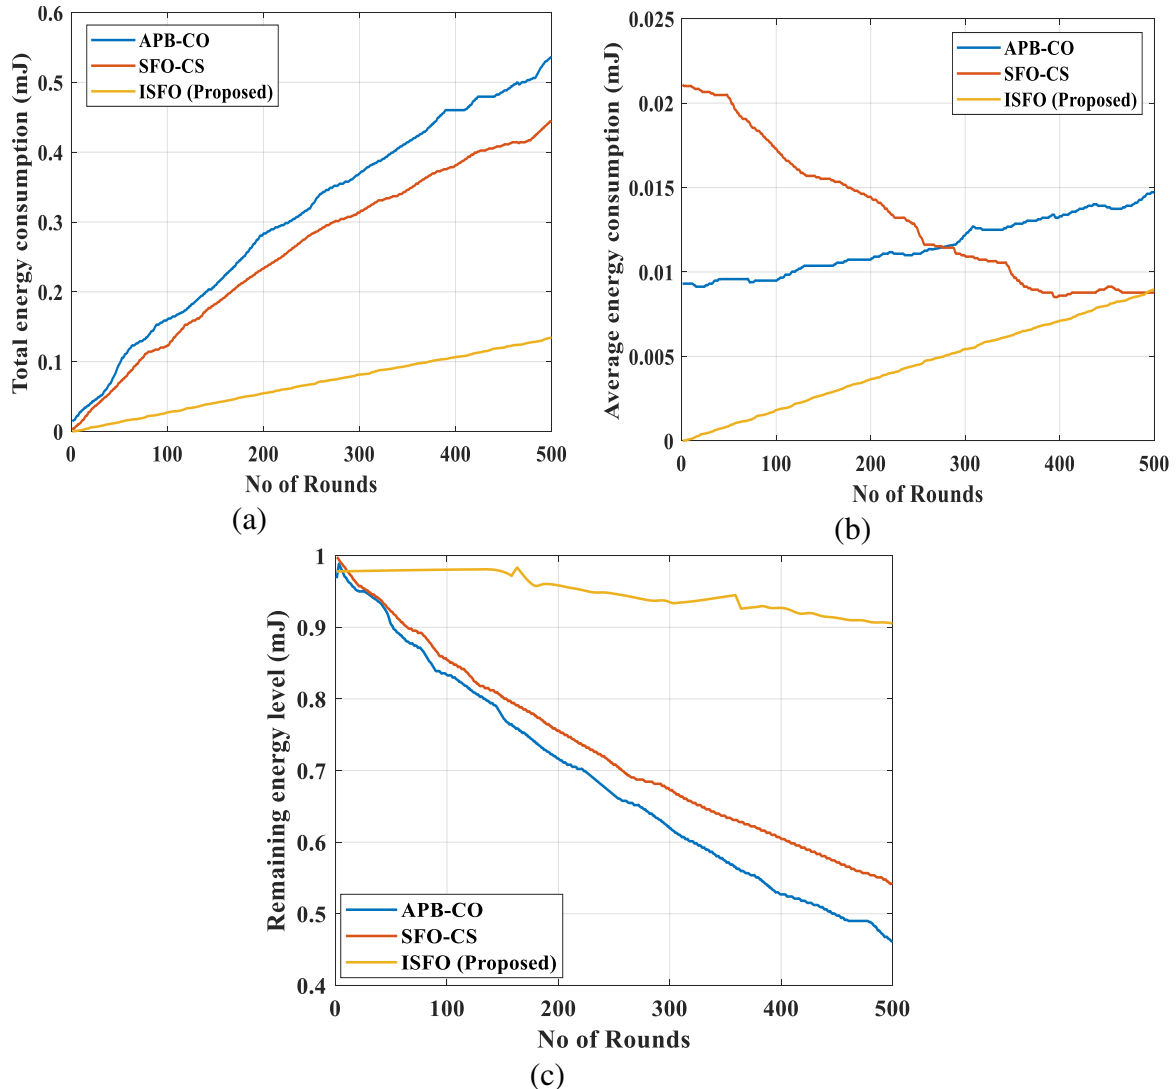 0.6
0.5
0.4
0.3
0.2
0.1
0
Total energy consumption (mJ)
APB-CO
SFO-CS
ISFO (Proposed)
0 100 200 300 400 500
No of Rounds
(a)
0.025
0.02
0.015
0.01
0.005
0
Average energy consumption (mJ)
APB-CO
SFO-CS
ISFO (Proposed)
0 100 200 300 400 500
No of Rounds
(b)
1
0.9
0.8
0.7
0.6
0.5
0.4
Remaining energy level (mJ)
APB-CO
SFO-CS
ISFO (Proposed)
0 100 200 300 400 500
No of Rounds
(c)